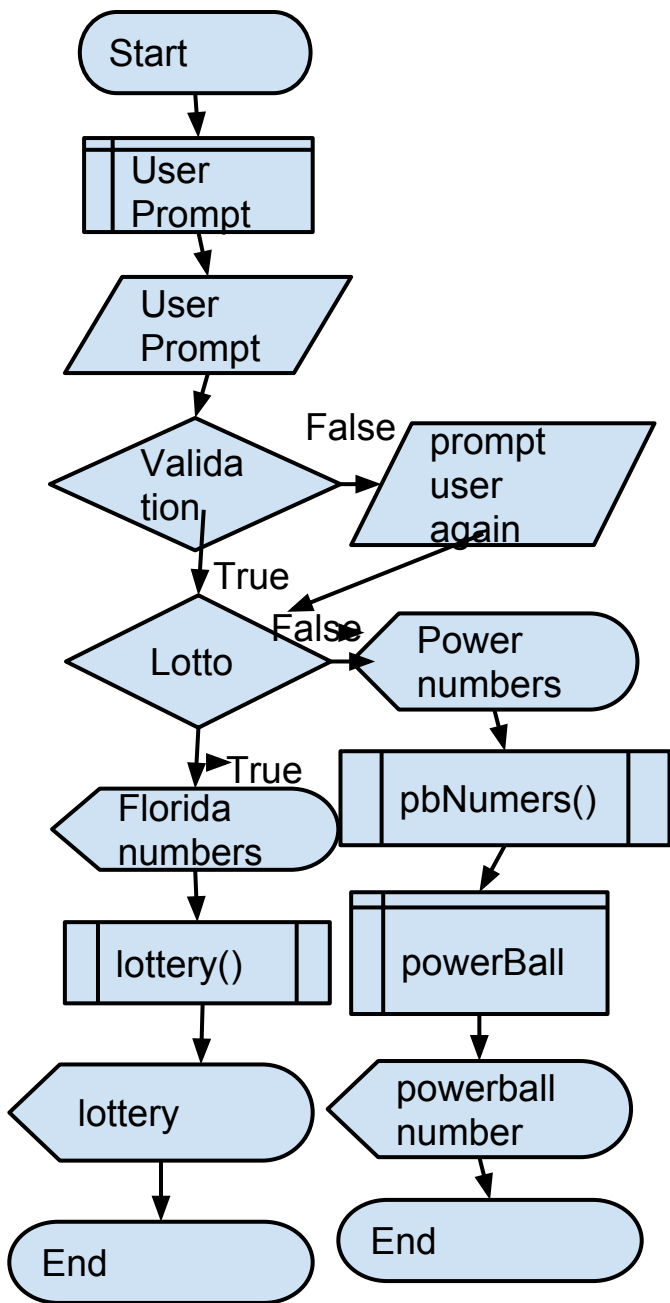 Start
User
Prompt
User
Prompt
Valida
tion
False
prompt
user
again
True
Lotto
False
Power
numbers
True
Florida
numbers
pbNumers()
lottery()
powerBall
lottery
powerball
number
End
End